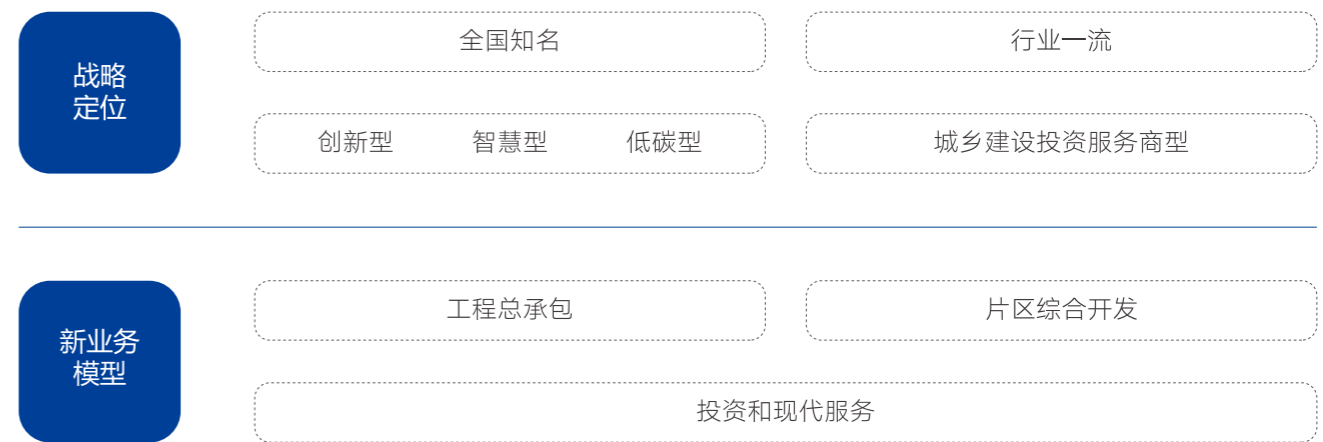 战略
定位
全国知名
行业一流
创新型 智慧型 低碳型
城乡建设投资服务商型
新业务
模型
工程总承包
片区综合开发
投资和现代服务